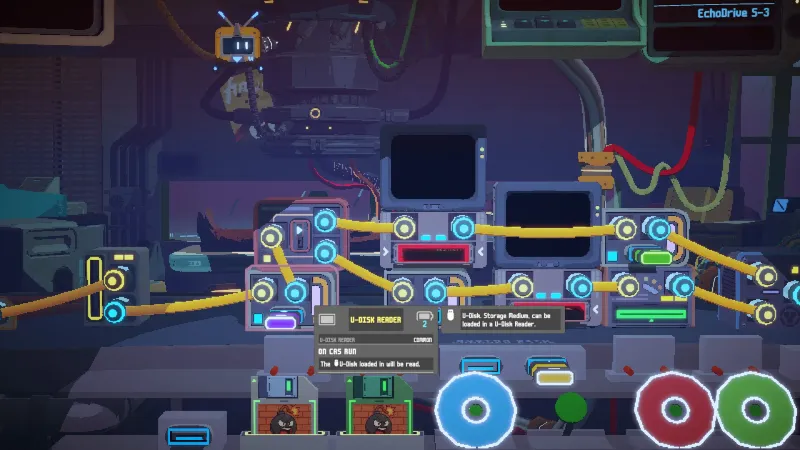 EchoDrive S-3
U-DISK READER
2
U-DISK READER
COMMON
ON CAS RUN
The U-Disk loaded in will be read.
U-Disk. Storage Medium, can be
loaded in a U-Disk Reader.